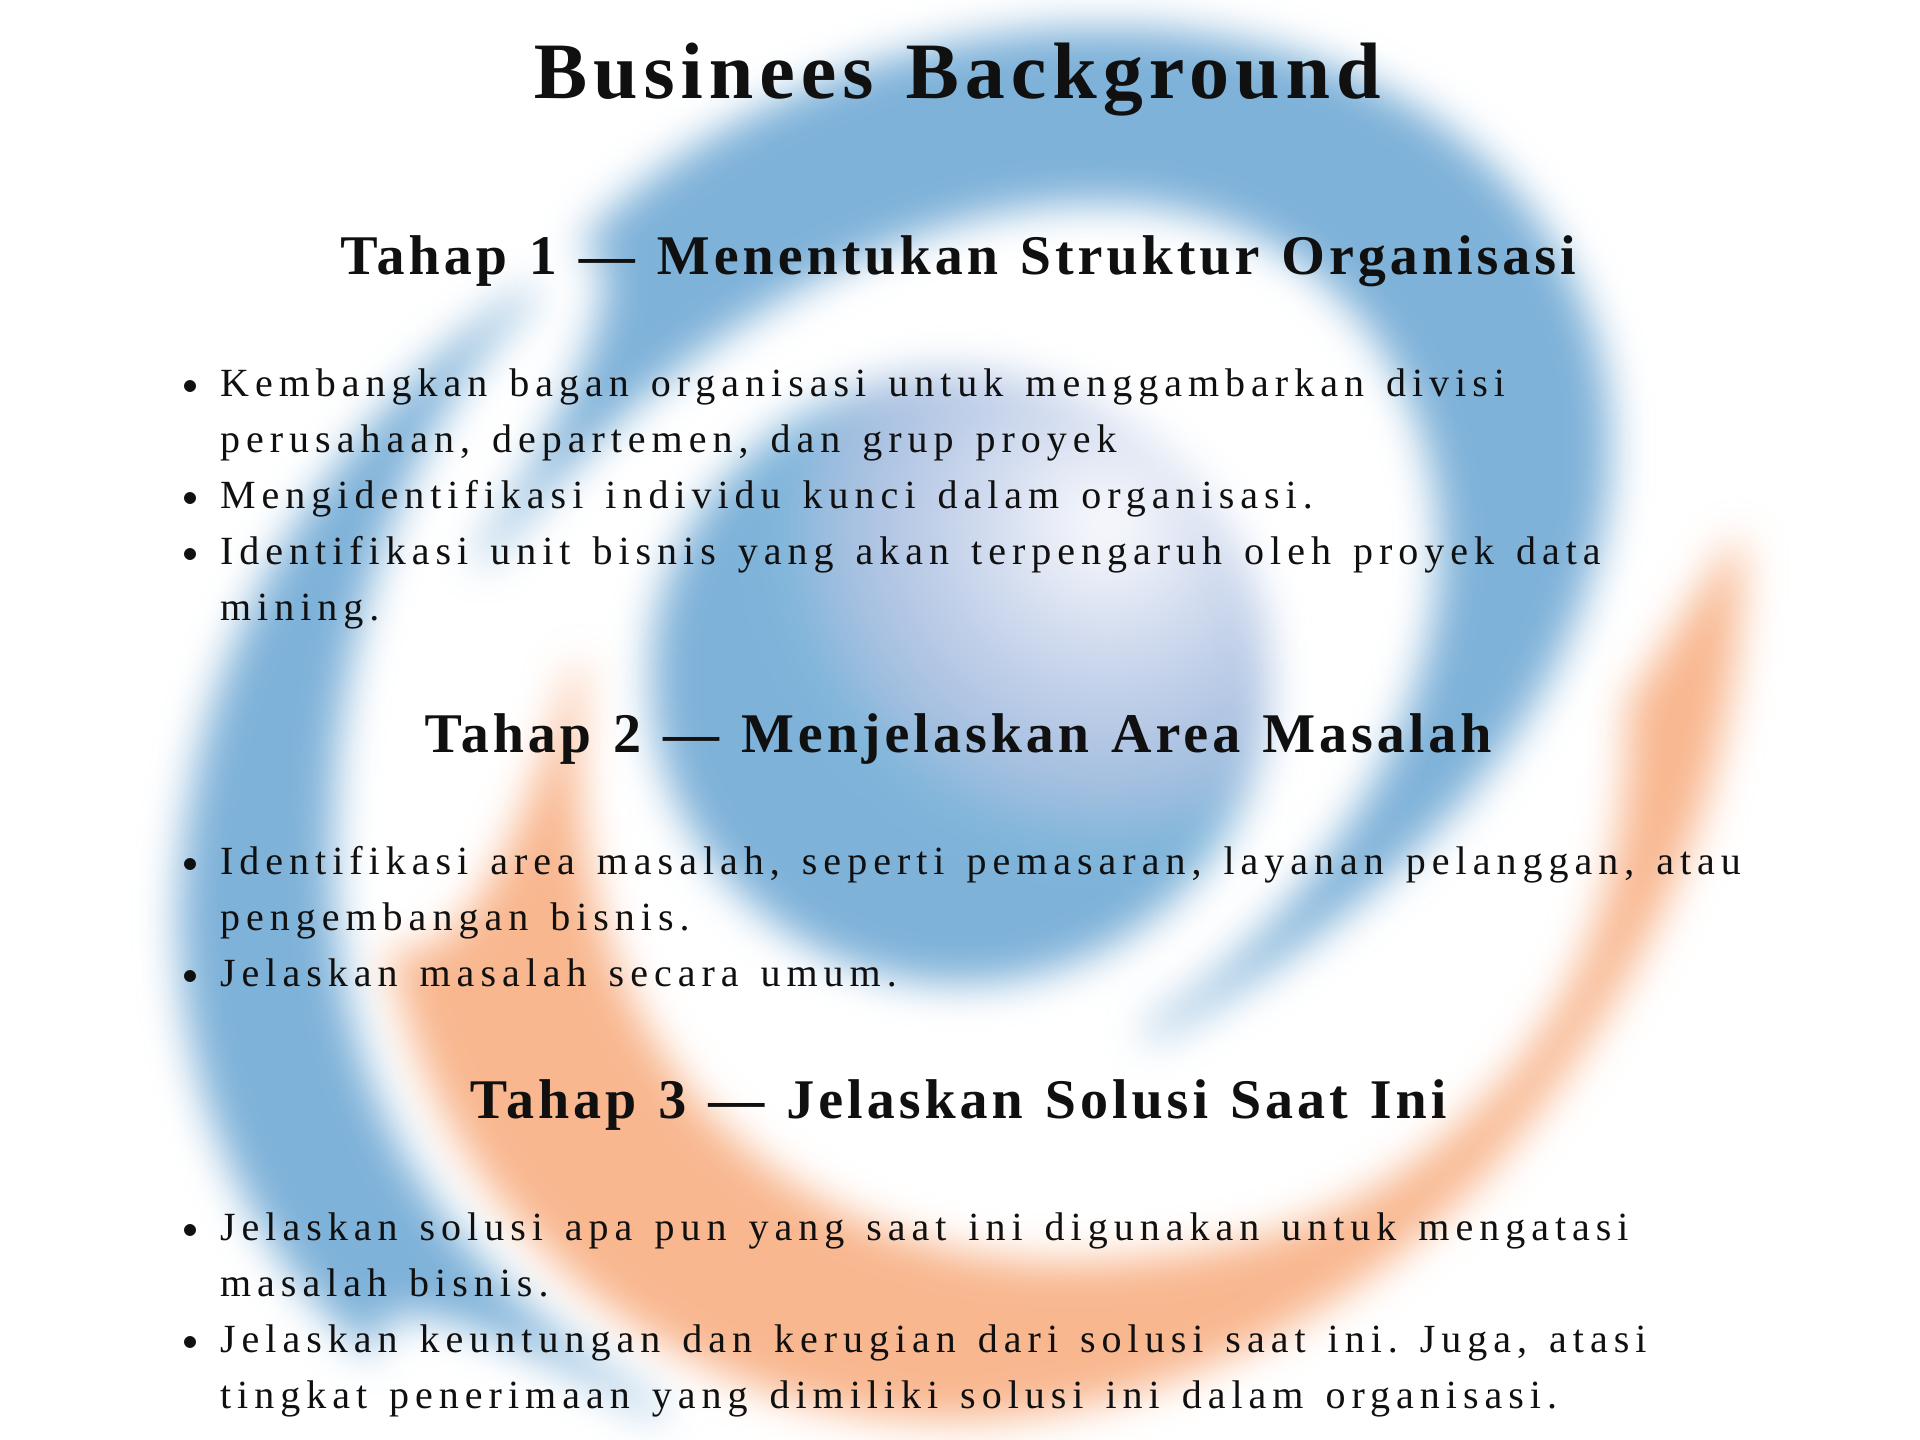 Businees Background
Tahap 1 — Menentukan Struktur Organisasi
• Kembangkan bagan organisasi untuk menggambarkan divisi
perusahaan, departemen, dan grup proyek
• Mengidentifikasi individu kunci dalam organisasi.
• Identifikasi unit bisnis yang akan terpengaruh oleh proyek data
mining.
Tahap 2 — Menjelaskan Area Masalah
• Identifikasi area masalah, seperti pemasaran, layanan pelanggan, atau
pengembangan bisnis.
• Jelaskan masalah secara umum.
Tahap 3 — Jelaskan Solusi Saat Ini
• Jelaskan solusi apa pun yang saat ini digunakan untuk mengatasi
masalah bisnis.
• Jelaskan keuntungan dan kerugian dari solusi saat ini. Juga, atasi
tingkat penerimaan yang dimiliki solusi ini dalam organisasi.